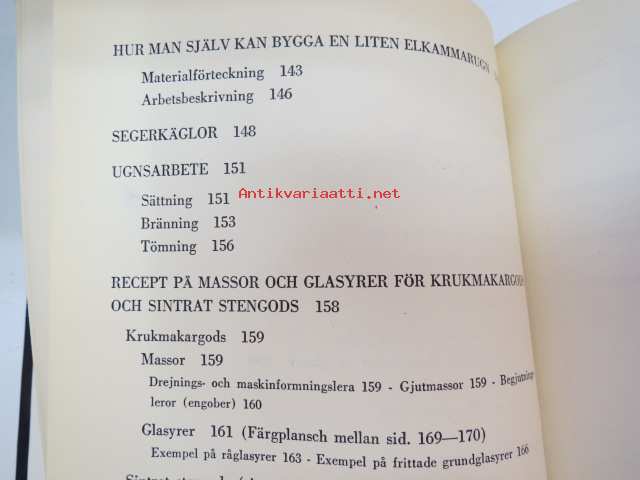 HUR MAN SJÄLV KAN BYGGA EN LITEN ELKAMMARUGN
Materialförteckning 143
Arbetsbeskrivning 146
SEGERKÄGLOR 148
UGNSARBETE 151
Sättning 151
Antikvariaatti.net
Bränning 153
Tömning 156
RECEPT PÅ MASSOR OCH GLASYRER FÖR KRUKMAKARGODS
OCH SINTRAT STENGODS 158
Krukmakargods 159
Massor 159
Drejnings- och maskinformningslera 159 - Gjutmassor 159 - Begjutnings-
leror (engober) 160
Glasyrer 161 (Färgplansch mellan sid. 169—170)
Exempel på råglasyrer 163 - Exempel på frittade grundglasyrer 166